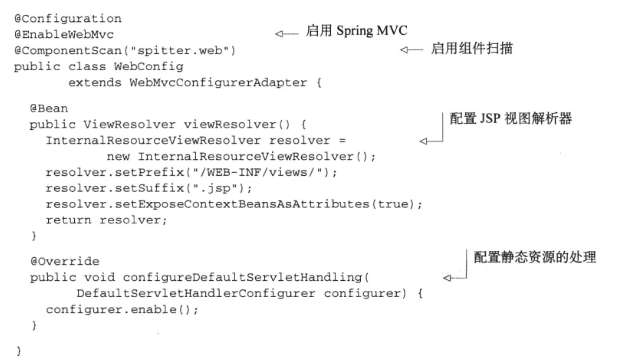 @Configuration
@EnableWebMvc 启用 Spring MVC
@ComponentScan("spitter.web") 启用组件扫描
public class WebConfig
extends WebMvcConfigurerAdapter {
@Bean
public ViewResolver viewResolver() { 配置 JSP 视图解析器
InternalResourceViewResolver resolver =
new InternalResourceViewResolver();
resolver.setPrefix("/WEB-INF/views/");
resolver.setSuffix(".jsp");
resolver.setExposeContextBeansAsAttributes(true);
return resolver;
}
@Override 配置静态资源的处理
public void configureDefaultServletHandling(
DefaultServletHandlerConfigurer configurer) {
configurer.enable();
}
}